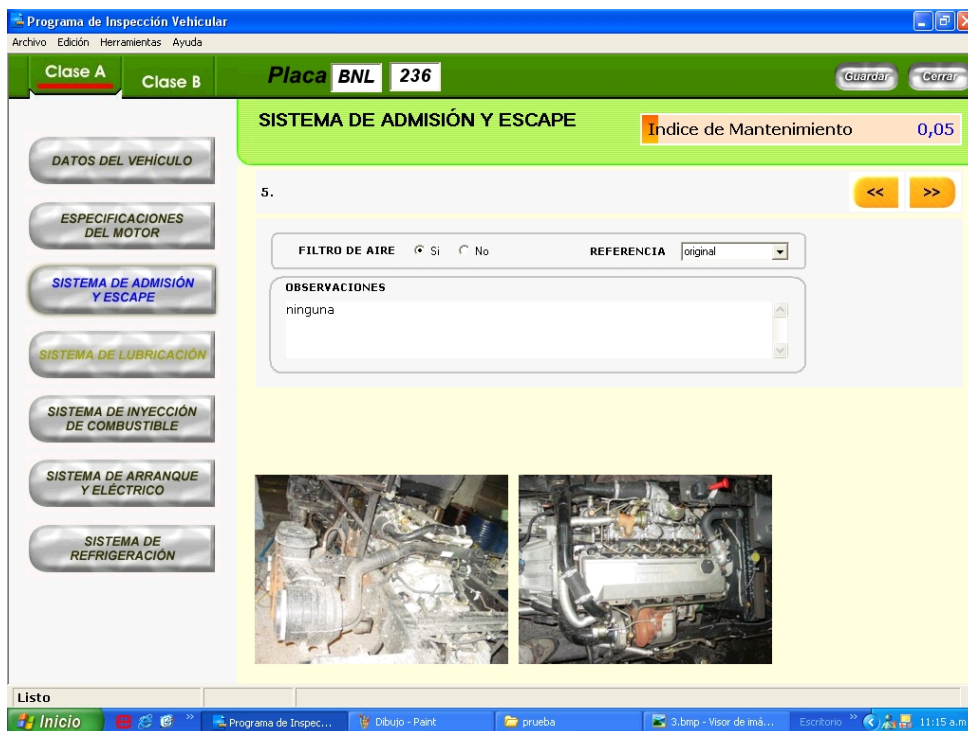 Programa de Inspección Vehicular
Archivo Edición Herramientas Ayuda
Clase A
Clase B
Placa BNL 236
Guardar
Cerrar
SISTEMA DE ADMISIÓN Y ESCAPE
Indice de Mantenimiento 0,05
DATOS DEL VEHÍCULO
ESPECIFICACIONES
DEL MOTOR
SISTEMA DE ADMISIÓN
Y ESCAPE
SISTEMA DE LUBRICACIÓN
SISTEMA DE INYECCIÓN
DE COMBUSTIBLE
SISTEMA DE ARRANQUE
Y ELÉCTRICO
SISTEMA DE
REFRIGERACIÓN
5.
<< >>
FILTRO DE AIRE Si No REFERENCIA original
OBSERVACIONES
ninguna
Listo
Inicio » Programa de Inspec... Dibujo - Paint prueba 3.bmp - Visor de imá... Escritorio » 11:15 a.m